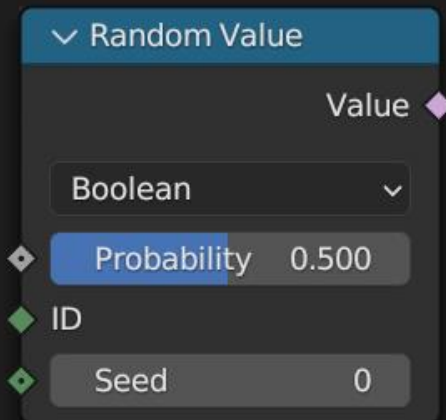 Random Value
Value
Boolean
Probability 0.500
ID
Seed 0